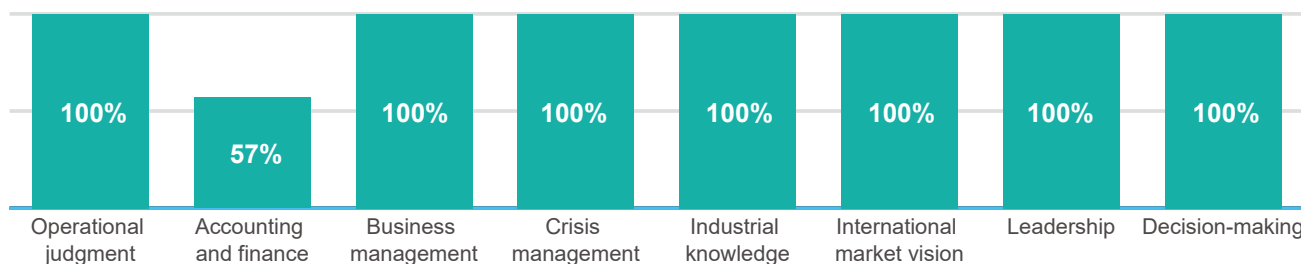 100%
57%
100%
100%
100%
100%
100%
100%
Operational
judgment
Accounting
and finance
Business
management
Crisis
management
Industrial
knowledge
International
market vision
Leadership
Decision-making